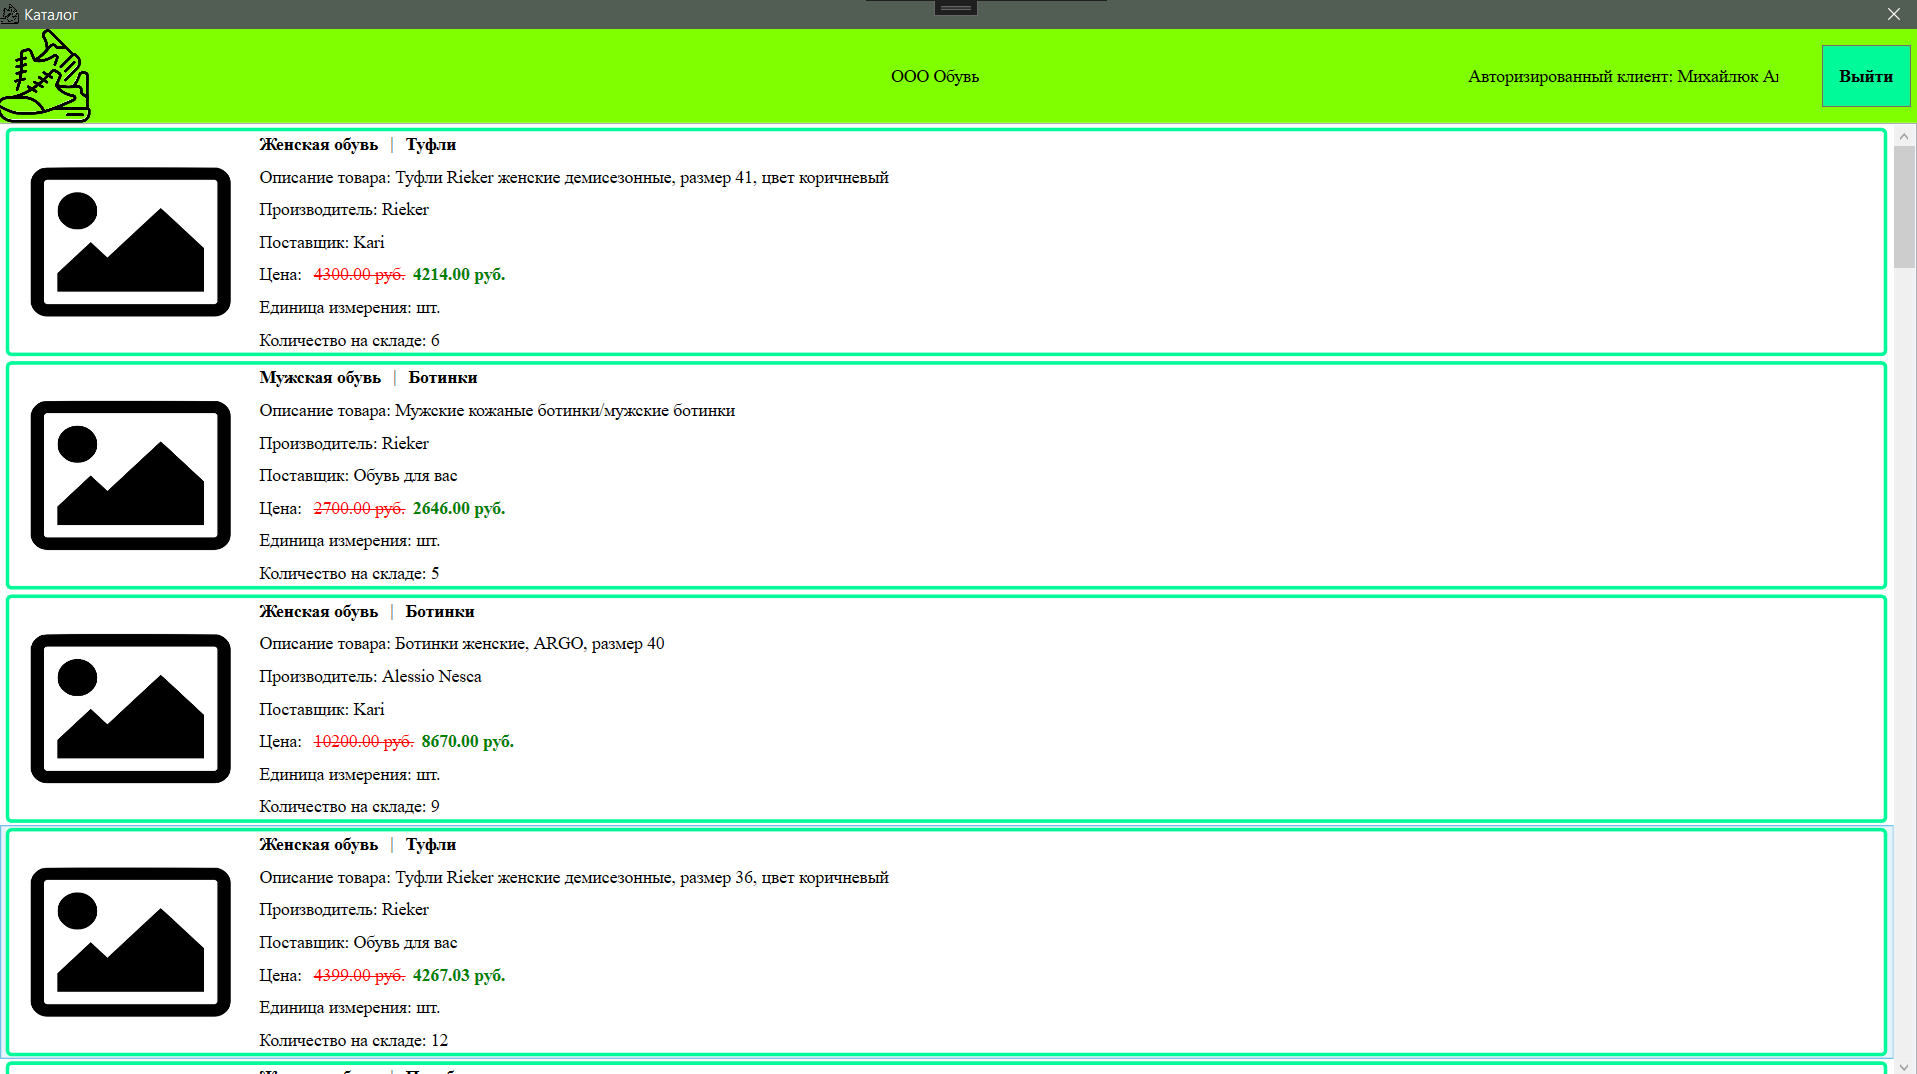 Каталог
ООО Обувь
Авторизированный клиент: Михайлюк
Выйти
Женская обувь | Туфли
Описание товара: Туфли Rieker женские демисезонные, размер 41, цвет коричневый
Производитель: Rieker
Поставщик: Kari
Цена: 4300.00 руб. 4214.00 руб.
Единица измерения: шт.
Количество на складе: 6
Мужская обувь | Ботинки
Описание товара: Мужские кожаные ботинки/мужские ботинки
Производитель: Rieker
Поставщик: Обувь для вас
Цена: 2700.00 руб. 2646.00 руб.
Единица измерения: шт.
Количество на складе: 5
Женская обувь | Ботинки
Описание товара: Ботинки женские, ARGO, размер 40
Производитель: Alessio Nesca
Поставщик: Kari
Цена: 10200.00 руб. 8670.00 руб.
Единица измерения: шт.
Количество на складе: 9
Женская обувь | Туфли
Описание товара: Туфли Rieker женские демисезонные, размер 36, цвет коричневый
Производитель: Rieker
Поставщик: Обувь для вас
Цена: 4399.00 руб. 4267.03 руб.
Единица измерения: шт.
Количество на складе: 12